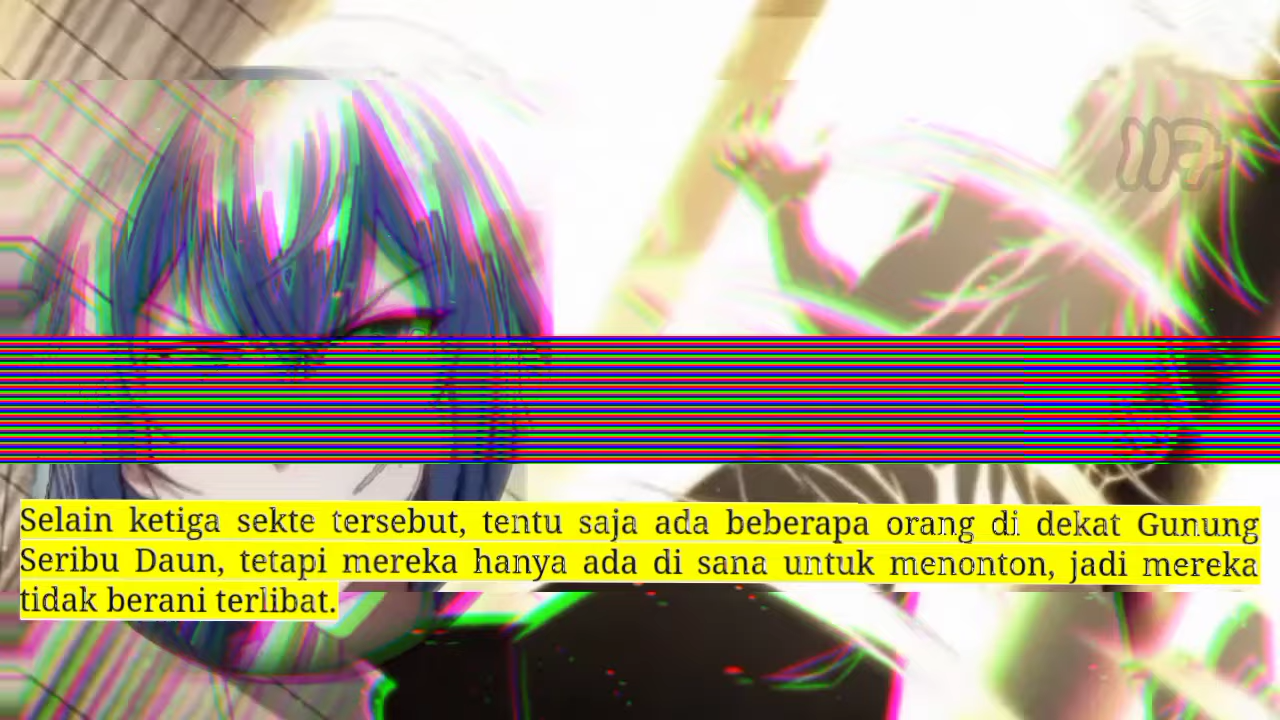 117
Selain ketiga sekte tersebut, tentu saja ada beberapa orang di dekat Gunung
Seribu Daun, tetapi mereka hanya ada di sana untuk menonton, jadi mereka
tidak berani terlibat.